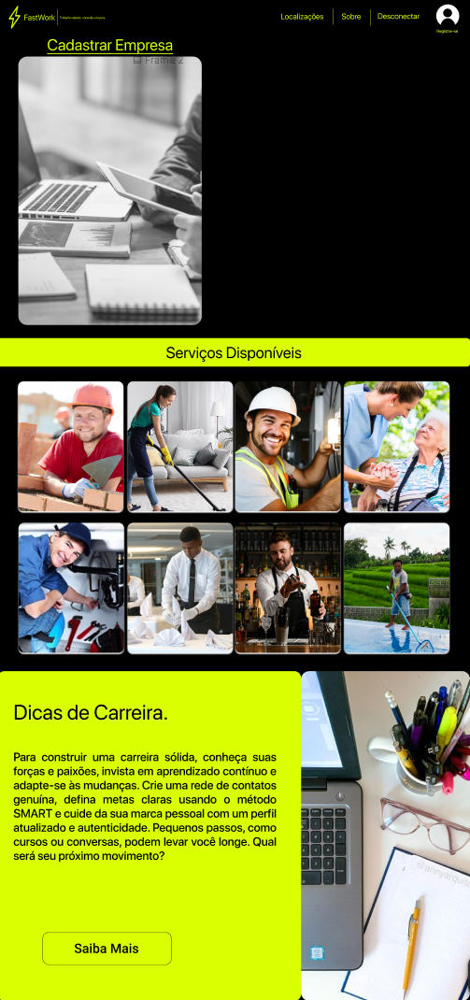 FastWork
Localizações
Sobre
Desconectar
Registre-se
Cadastrar Empresa
Frame 2
Serviços Disponíveis
Dicas de Carreira.
Para construir uma carreira sólida, conheça suas
forças e paixões, invista em aprendizado contínuo e
adapte-se às mudanças. Crie uma rede de contatos
genuína, defina metas claras usando o método
SMART e cuide da sua marca pessoal com um perfil
atualizado e autenticidade. Pequenos passos, como
cursos ou conversas, podem levar você longe. Qual
será seu próximo movimento?
Saiba Mais